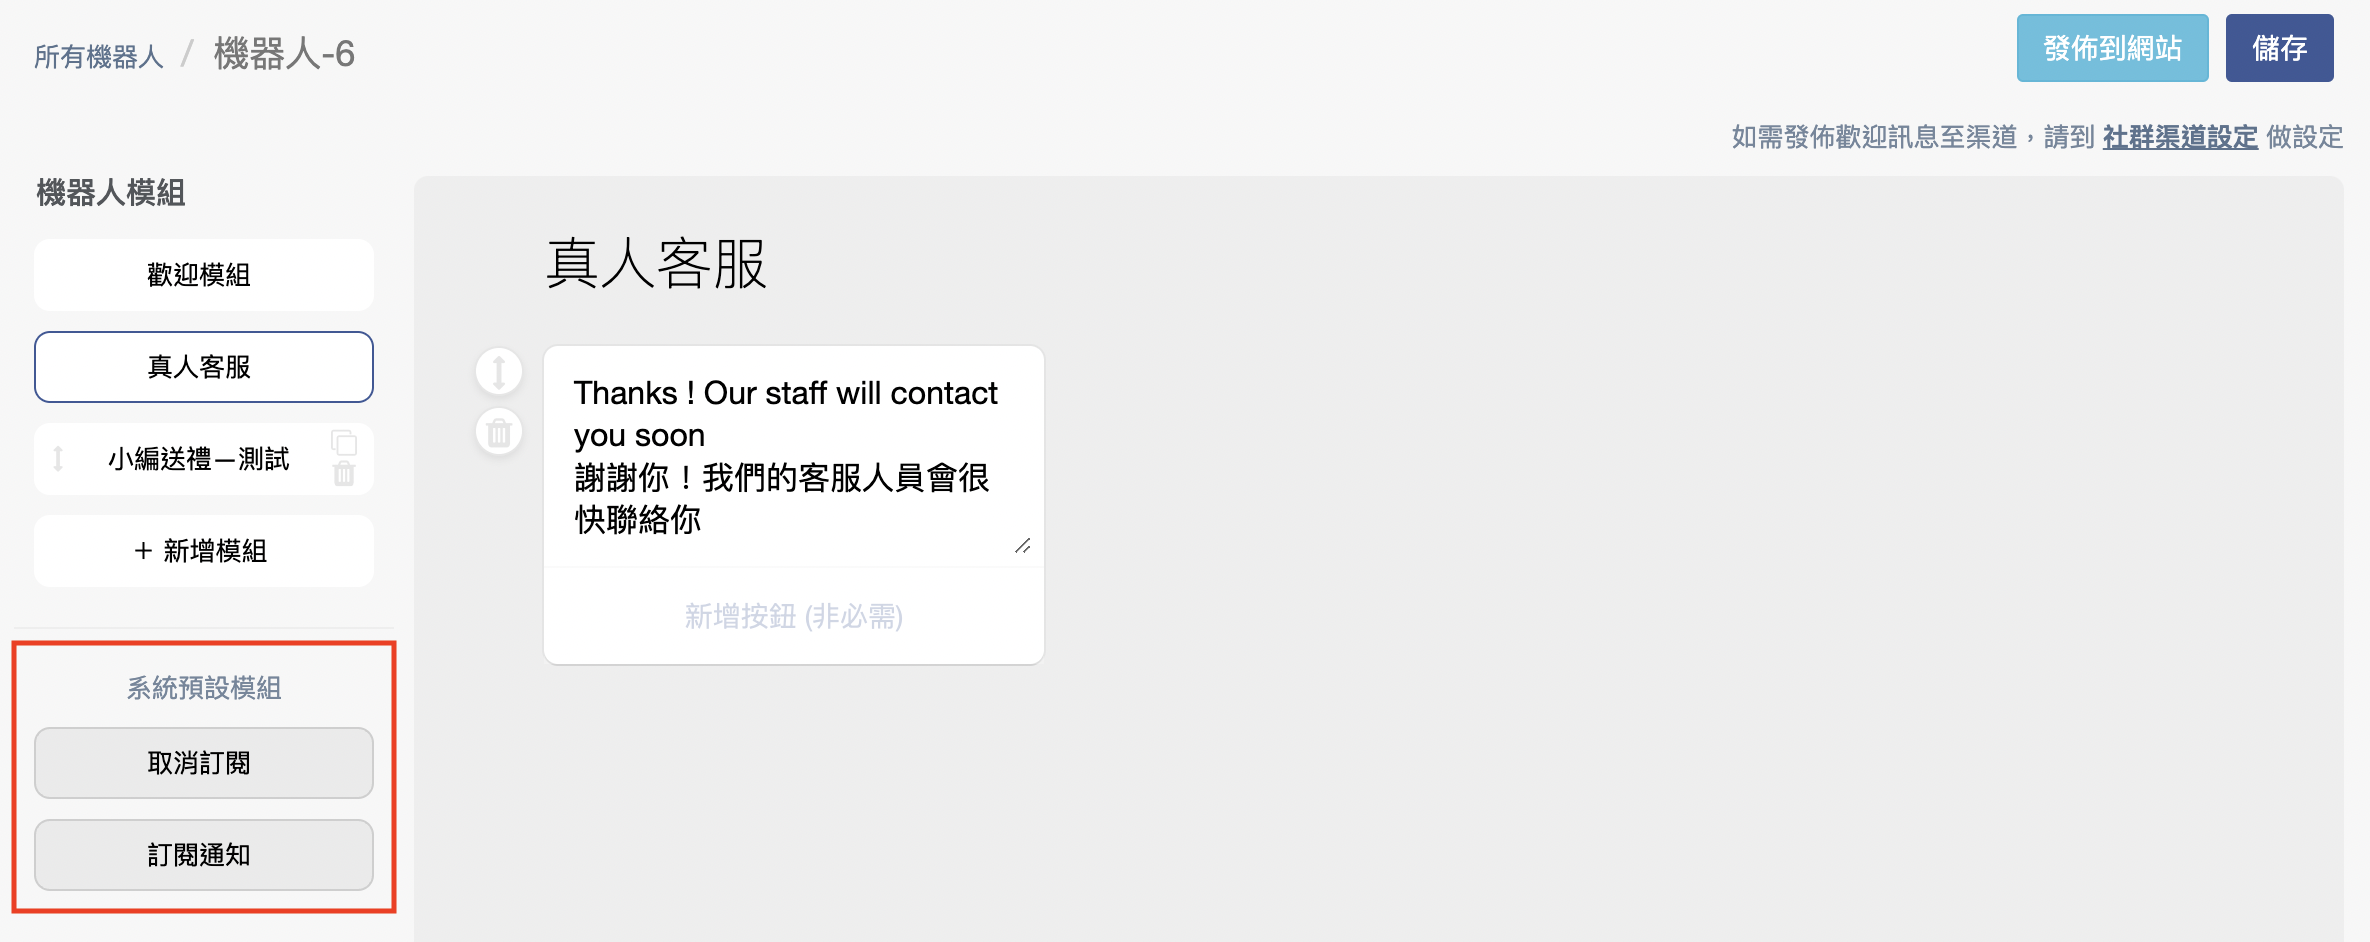 所有機器人 / 機器人-6
發佈到網站
儲存
如需發佈歡迎訊息至渠道，請到 社群渠道設定 做設定
機器人模組
歡迎模組
真人客服
小編送禮－測試
＋ 新增模組
系統預設模組
取消訂閱
訂閱通知
真人客服
Thanks ! Our staff will contact
you soon
謝謝你！我們的客服人員會很
快聯絡你
新增按鈕 (非必需)